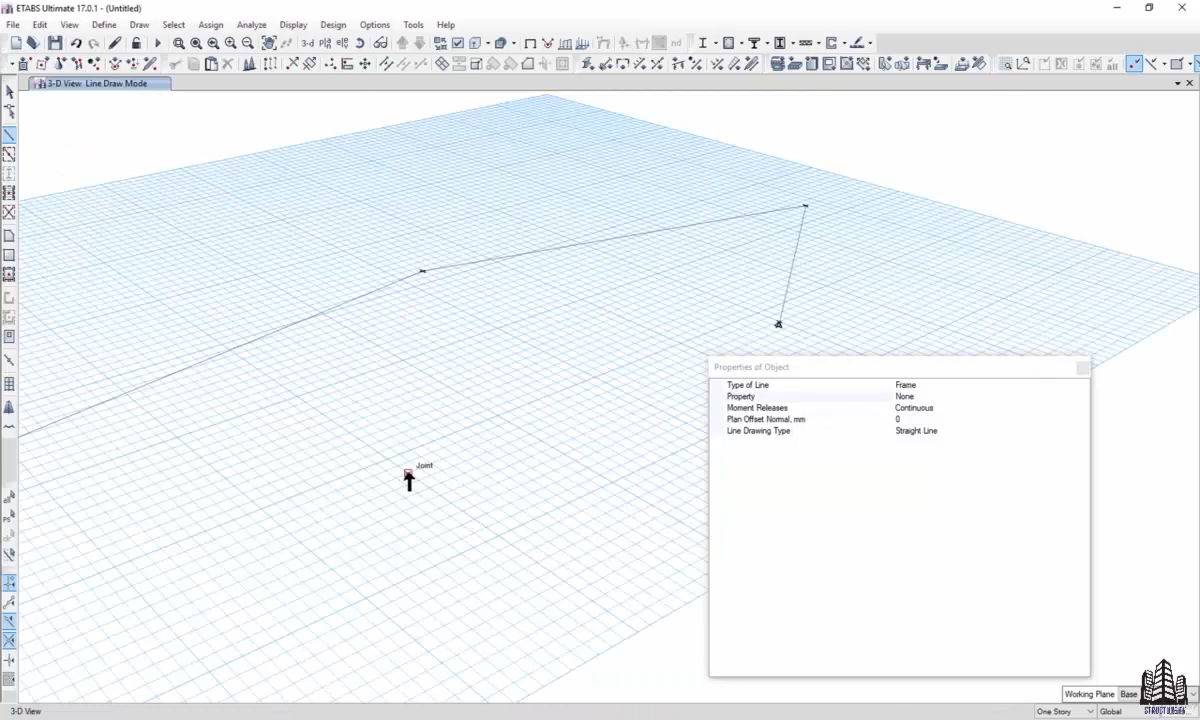 ETABS Ultimate 17.0.1 - (Untitled)
File Edit View Define Draw Select Assign Analyze Display Design Options Tools Help
3-d
nd
3-D View Line Draw Mode
Joint
Properties of Object
Type of Line Frame
Property None
Moment Releases Continuous
Plan Offset Normal, mm 0
Line Drawing Type Straight Line
Working Plane Base
3-D View
One Story Global